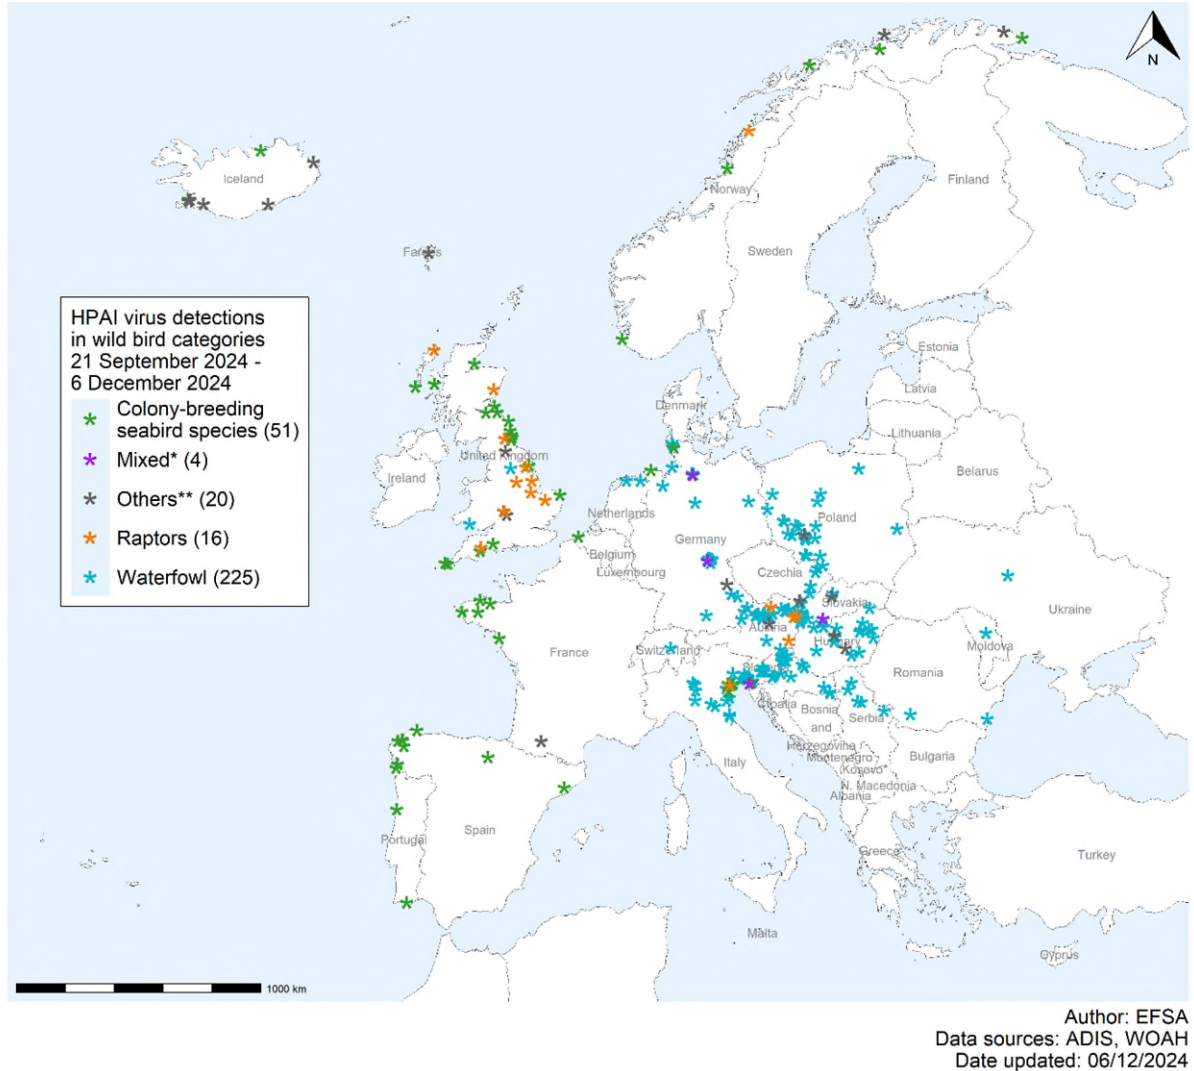 N
Iceland
Norway
Finland
Faroes
Sweden
HPAI virus detections
in wild bird categories
21 September 2024 -
6 December 2024
Colony-breeding
seabird species (51)
Mixed* (4)
Others** (20)
Raptors (16)
Waterfowl (225)
Estonia
Latvia
Denmark
Lithuania
United Kingdom
Ireland
Belarus
Netherlands
Poland
Germany
Belgium
Luxembourg
Czechia
Slovakia
Ukraine
Austria
Hungary
Moldova
France
Switzerland
Romania
Croatia
Bosnia
and
Herzegovina
Serbia
Montenegro
Kosovo*
Bulgaria
Italy
N. Macedonia
Albania
Spain
Portugal
Greece
Turkey
Malta
Cyprus
1000 km
Author: EFSA
Data sources: ADIS, WOAH
Date updated: 06/12/2024